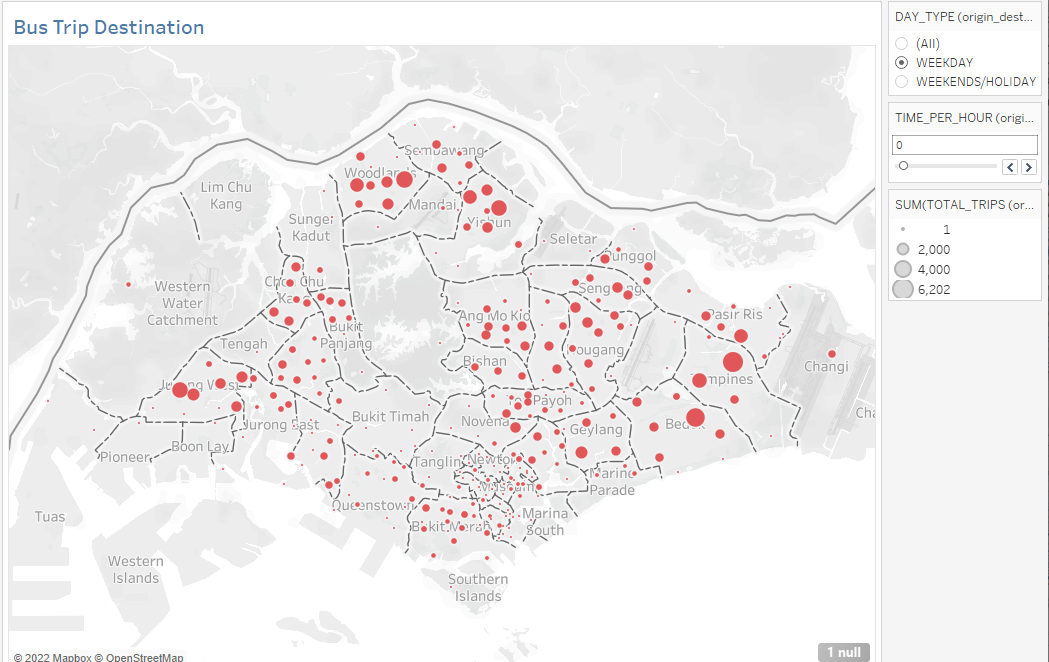 Bus Trip Destination
Sembawang
Woodlands
Lim Chu
Kang
Mandai
Yishun
Sungei
Kadut
Seletar
Punggol
Choa Chu
Kang
Sengkang
Western
Water
Catchment
Ang Mo Kio
Pasir Ris
Bukit
Panjang
Tengah
Hougang
Bishan
Changi
Tampines
Jurong West
Toa Payoh
Bukit Timah
Novena
Bedok
Jurong East
Geylang
Boon Lay
Pioneer
Tanglin
Newton
Marine
Parade
Museum
Queenstown
Tuas
Marina
South
Bukit Merah
Western
Islands
Southern
Islands
© 2022 Mapbox © OpenStreetMap
1 null
DAY_TYPE (origin_dest...
(All)
WEEKDAY
WEEKENDS/HOLIDAY
TIME_PER_HOUR (origi...
0
SUM(TOTAL_TRIPS (or...
1
2,000
4,000
6,202